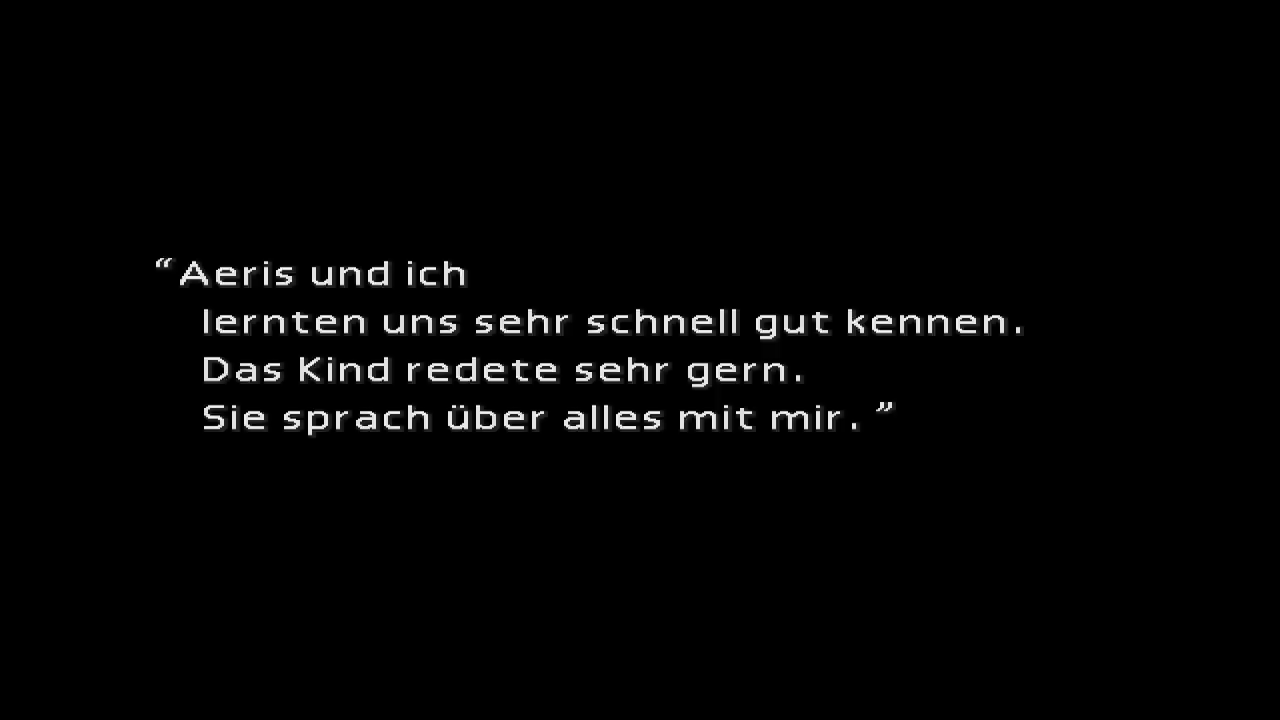 “Aeris und ich
lernten uns sehr schnell gut kennen.
Das Kind redete sehr gern.
Sie sprach über alles mit mir. ”